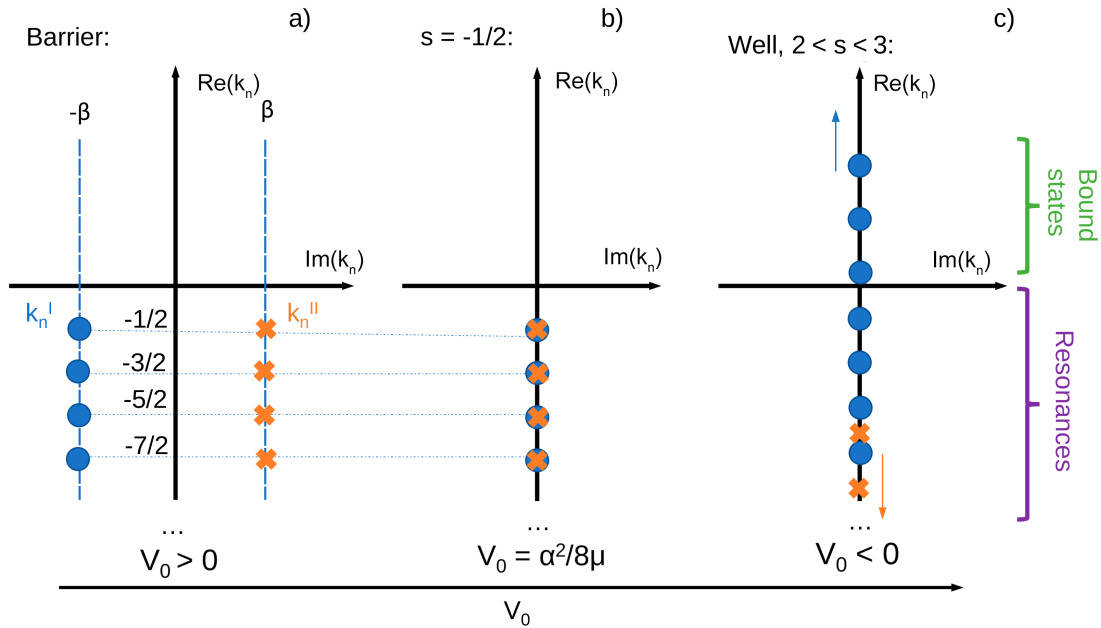 a)
Barrier:
Re(kₙ)
-β
β
Im(kₙ)
kₙᴵ
kₙᴵᴵ
-1/2
-3/2
-5/2
-7/2
...
V₀ > 0
b)
s = -1/2:
Re(kₙ)
Im(kₙ)
...
V₀ = α²/8μ
c)
Well, 2 < s < 3:
Re(kₙ)
Im(kₙ)
Bound
states
Resonances
...
V₀ < 0
V₀